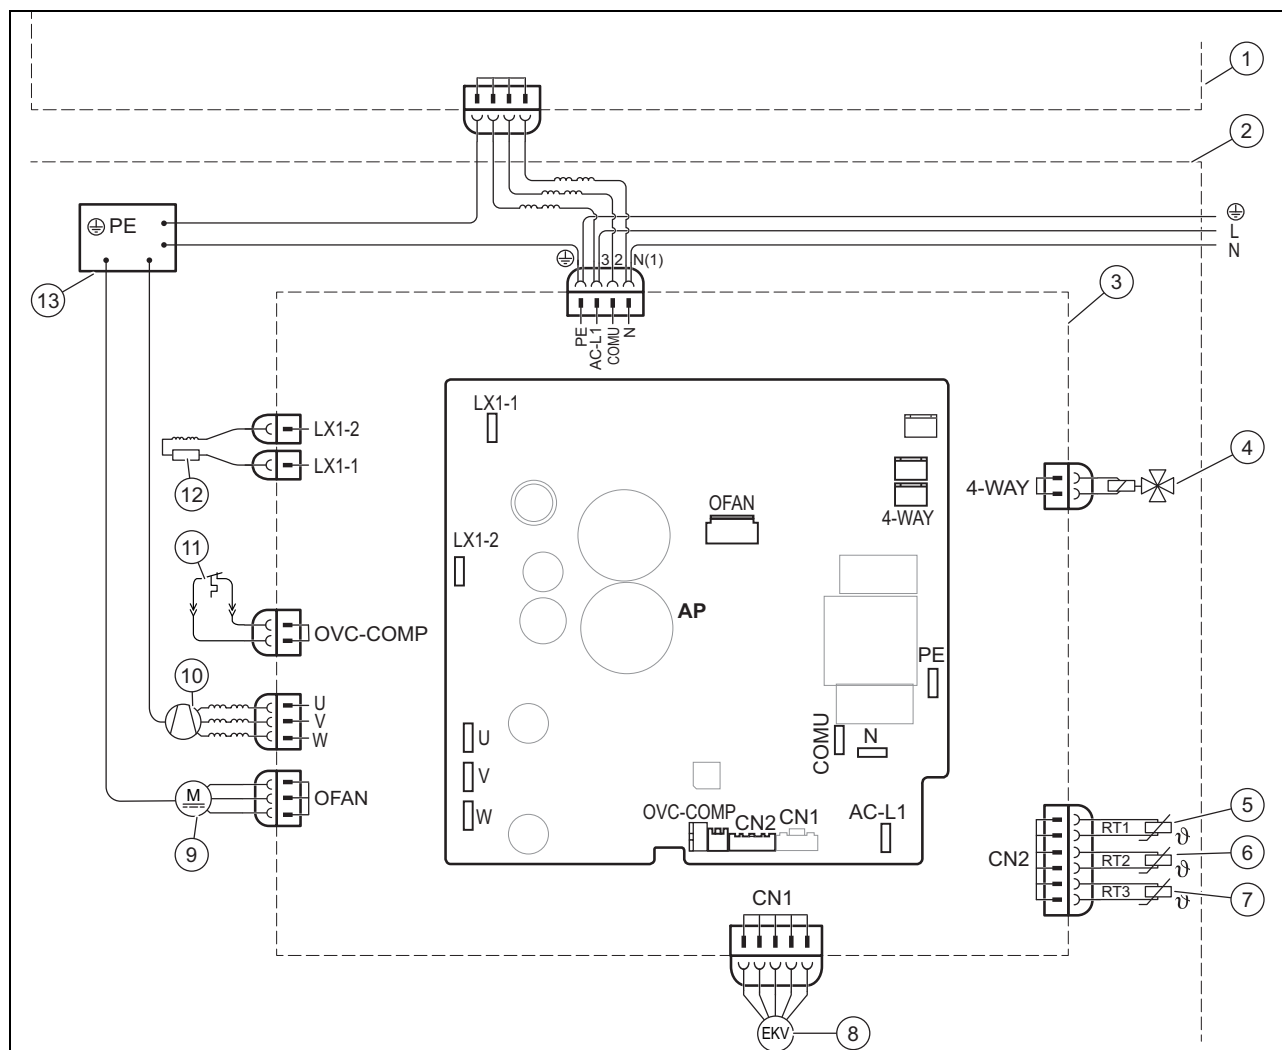 1
2
PE
L
N
3 2 N(1)
13
3
PE
AC-L1
COMU
N
LX1-1
LX1-2
LX1-1
12
4-WAY
4
OFAN
4-WAY
LX1-2
11
AP
OVC-COMP
PE
10
U
V
W
COMU
N
U
V
W
M
OFAN
9
OVC-COMP
CN2
CN1
AC-L1
CN2
RT1
ϑ
5
RT2
ϑ
6
RT3
ϑ
7
CN1
EKV
8